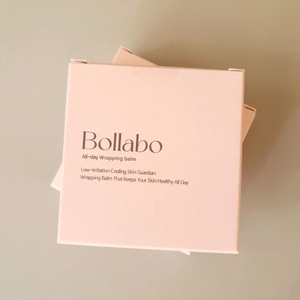 Bollabo
All-day Wrapping balm
Low-Irritation Cooling Skin Guardian
Wrapping Balm That Keeps Your Skin Healthy All Day